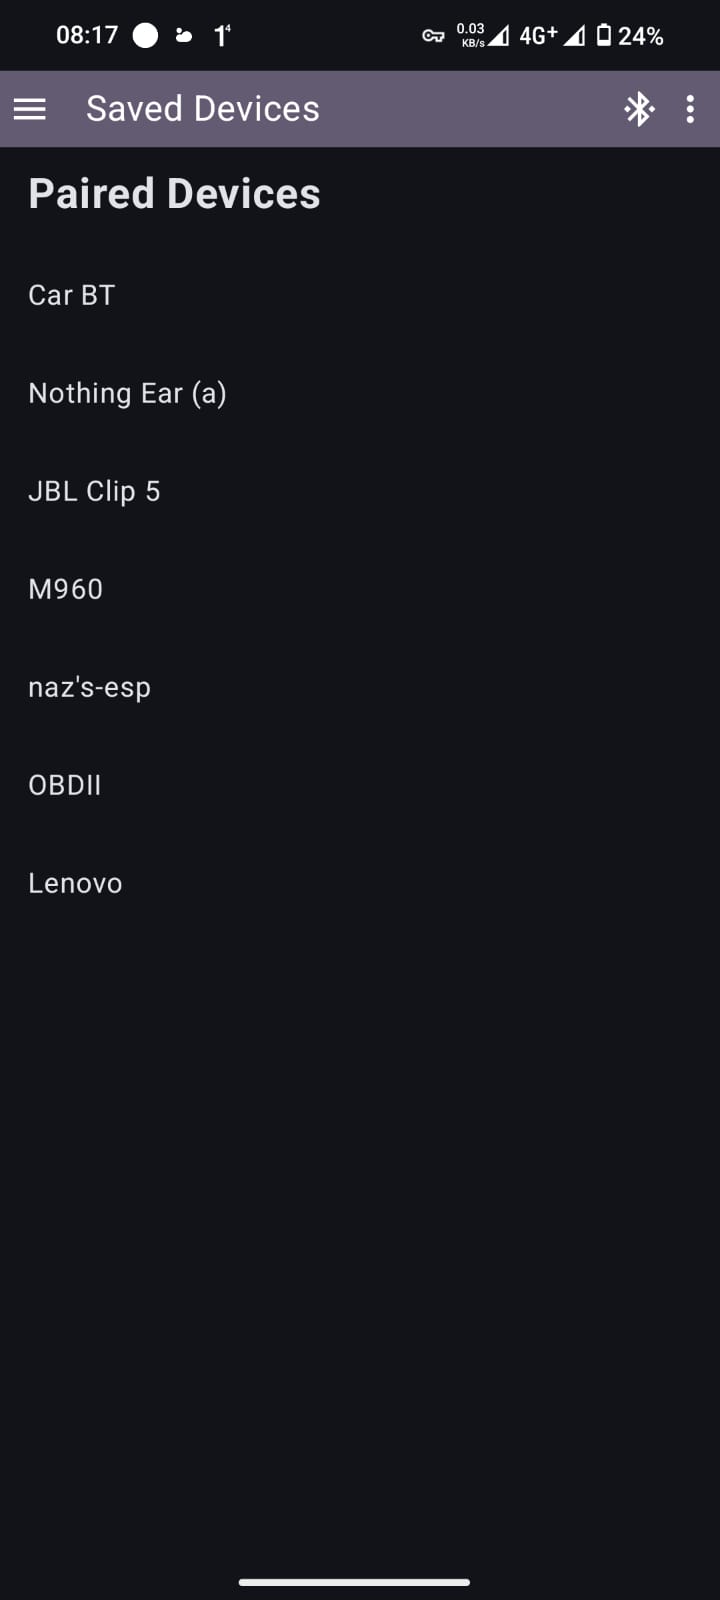 08:17 1⁴ 0.03 KB/s 4G+ 24%
Saved Devices
Paired Devices
Car BT
Nothing Ear (a)
JBL Clip 5
M960
naz's-esp
OBDII
Lenovo